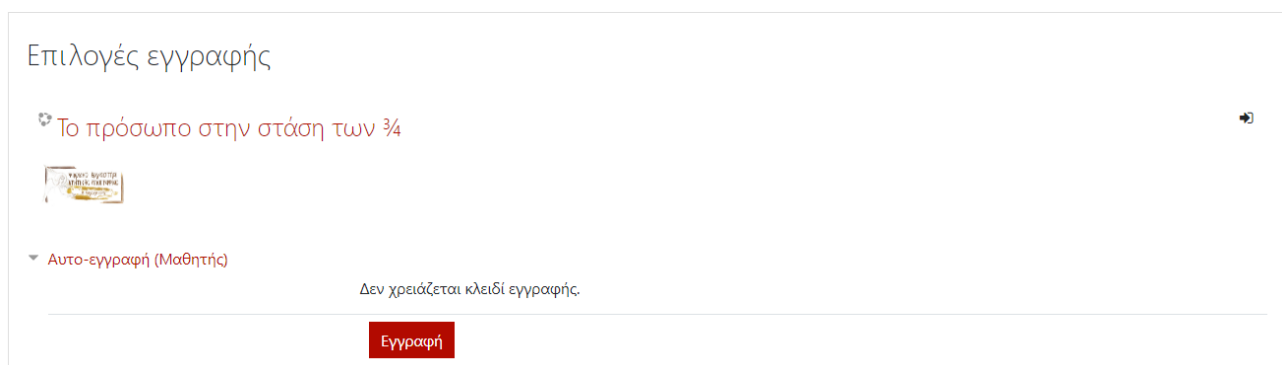 Επιλογές εγγραφής
Το πρόσωπο στην στάση των ¾
Αυτο-εγγραφή (Μαθητής)
Δεν χρειάζεται κλειδί εγγραφής.
Εγγραφή